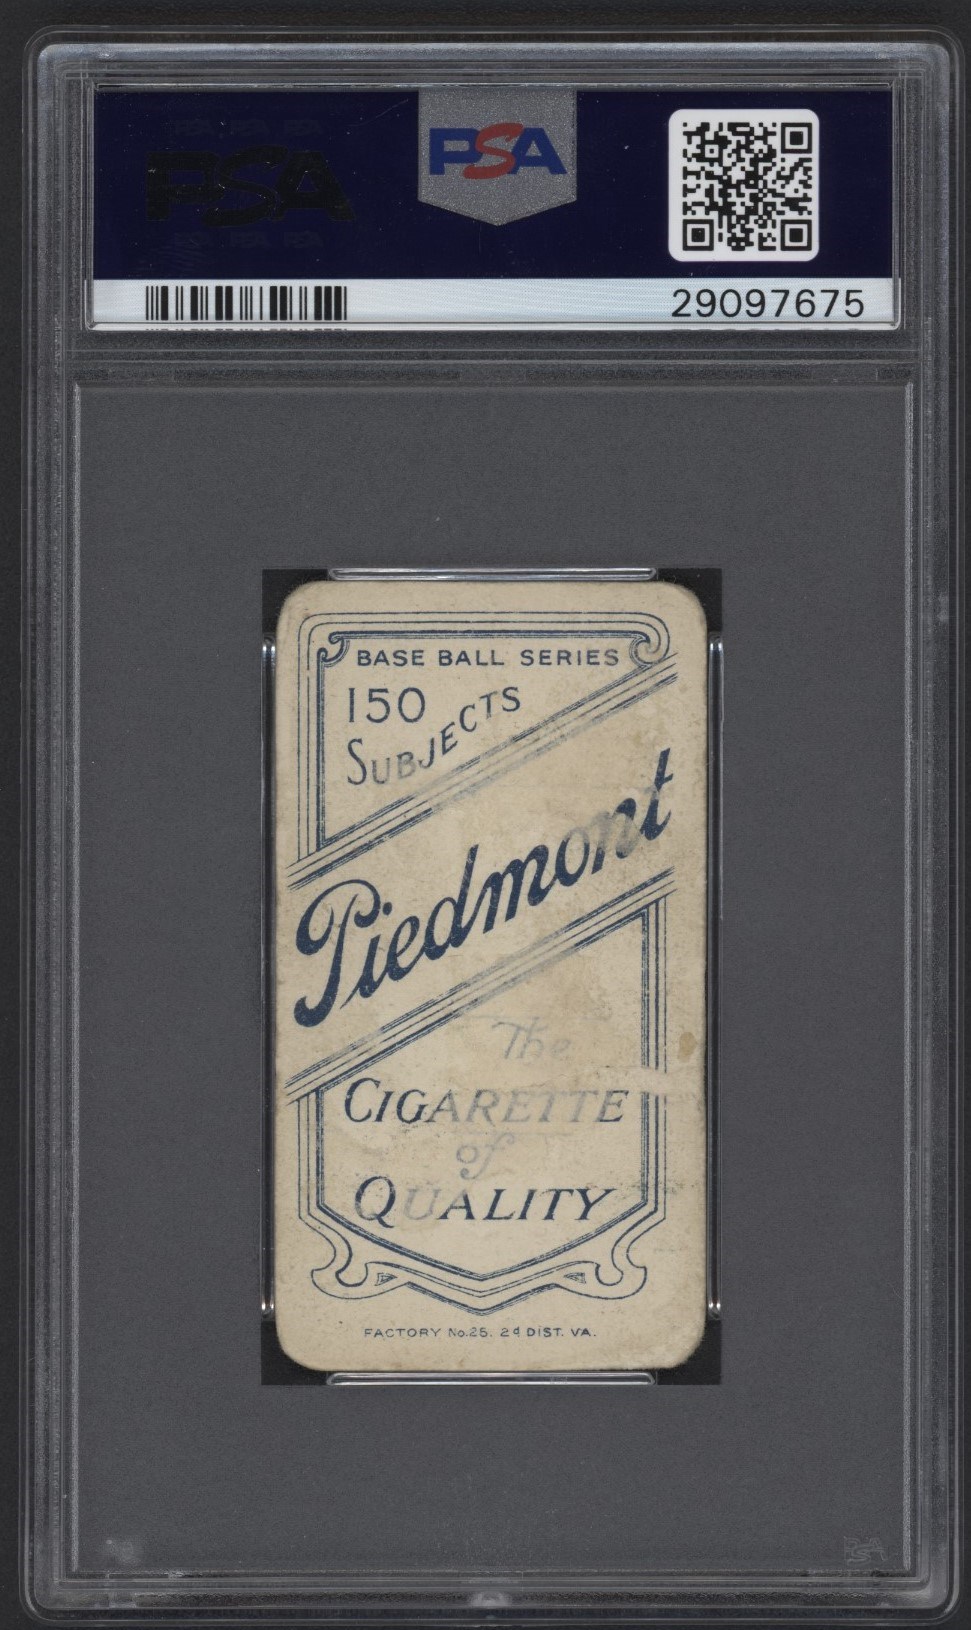 PSA
PSA
29097675
BASE BALL SERIES
150
SUBJECTS
Piedmont
The
CIGARETTE
of
QUALITY
FACTORY No.25. 2d DIST. VA.
PSA